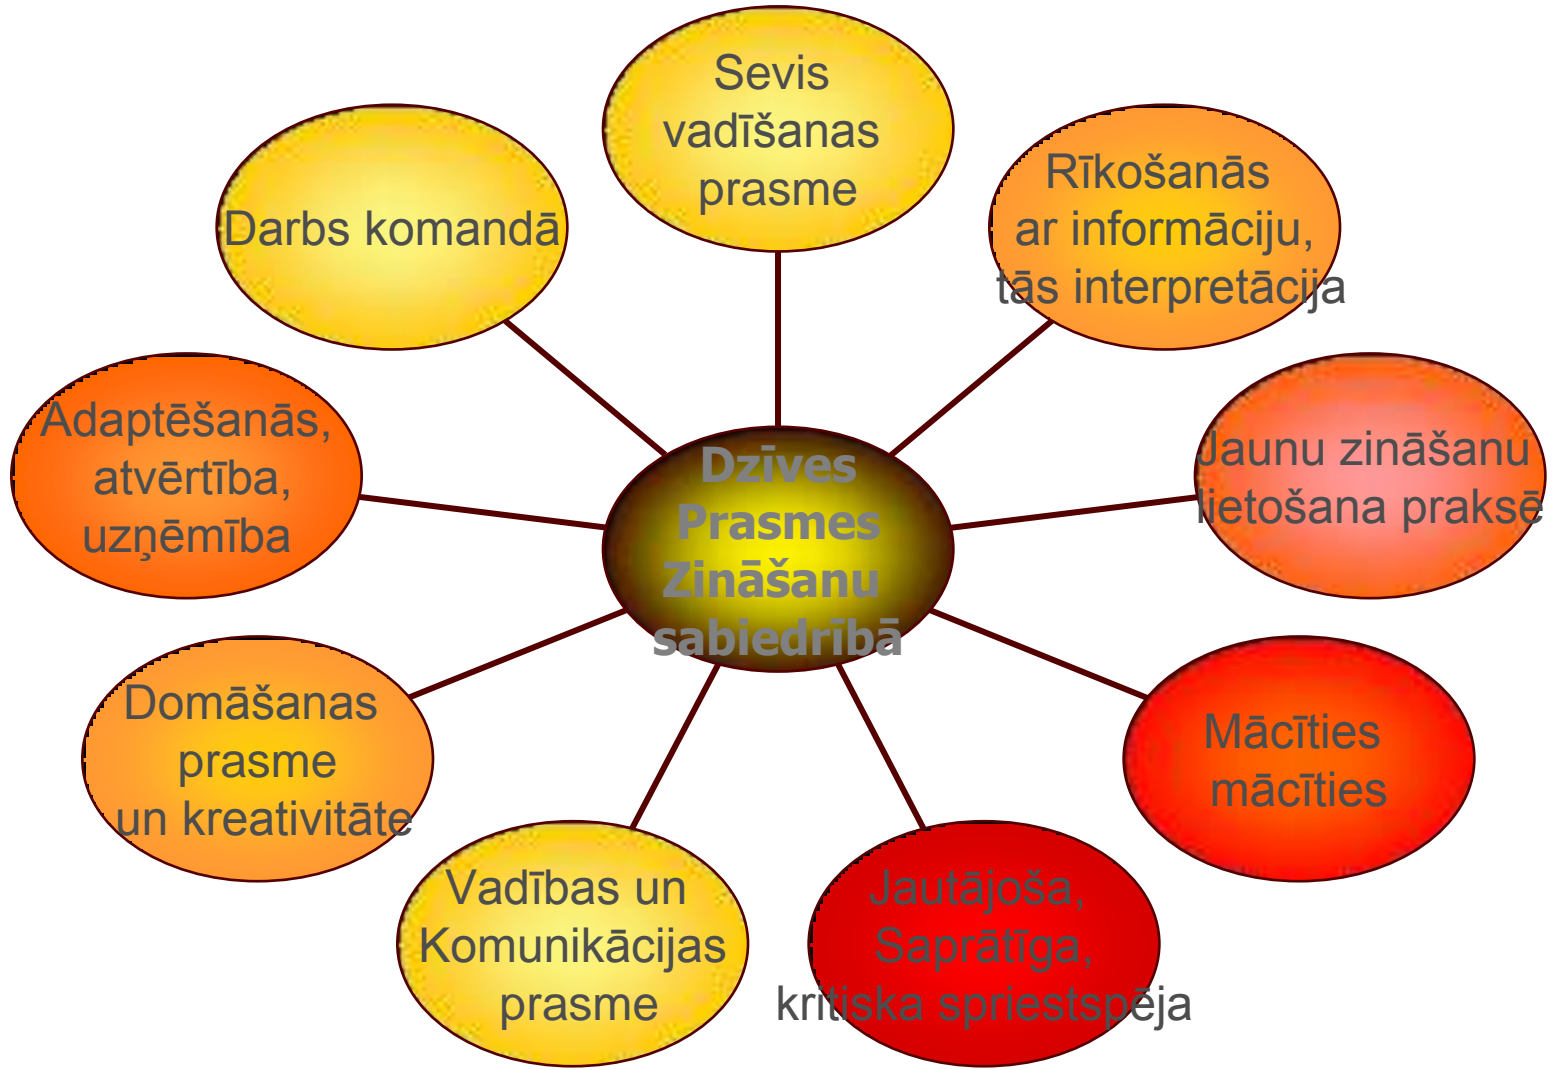 Sevis
vadīšanas
prasme
Rīkošanās
ar informāciju,
tās interpretācija
Jaunu zināšanu
lietošana praksē
Mācīties
mācīties
Jautājoša,
Saprātīga,
kritiska spriestspēja
Vadības un
Komunikācijas
prasme
Domāšanas
prasme
un kreativitāte
Adaptēšanās,
atvērtība,
uzņēmība
Darbs komandā
Dzīves
Prasmes
Zināšanu
sabiedrībā